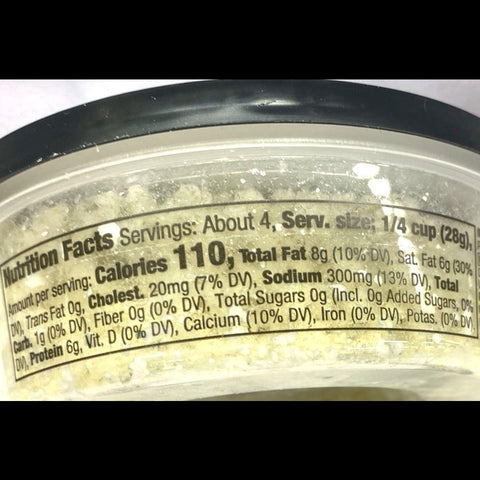 Nutrition Facts Servings: About 4, Serv. size: 1/4 cup (28g),
Amount per serving: Calories 110, Total Fat 8g (10% DV), Sat. Fat 6g (30%
DV), Trans Fat 0g, Cholest. 20mg (7% DV), Sodium 300mg (13% DV), Total
Carb. 1g (0% DV), Fiber 0g (0% DV), Total Sugars 0g (Incl. 0g Added Sugars, 0%
DV), Protein 6g, Vit. D (0% DV), Calcium (10% DV), Iron (0% DV), Potas. (0% DV)